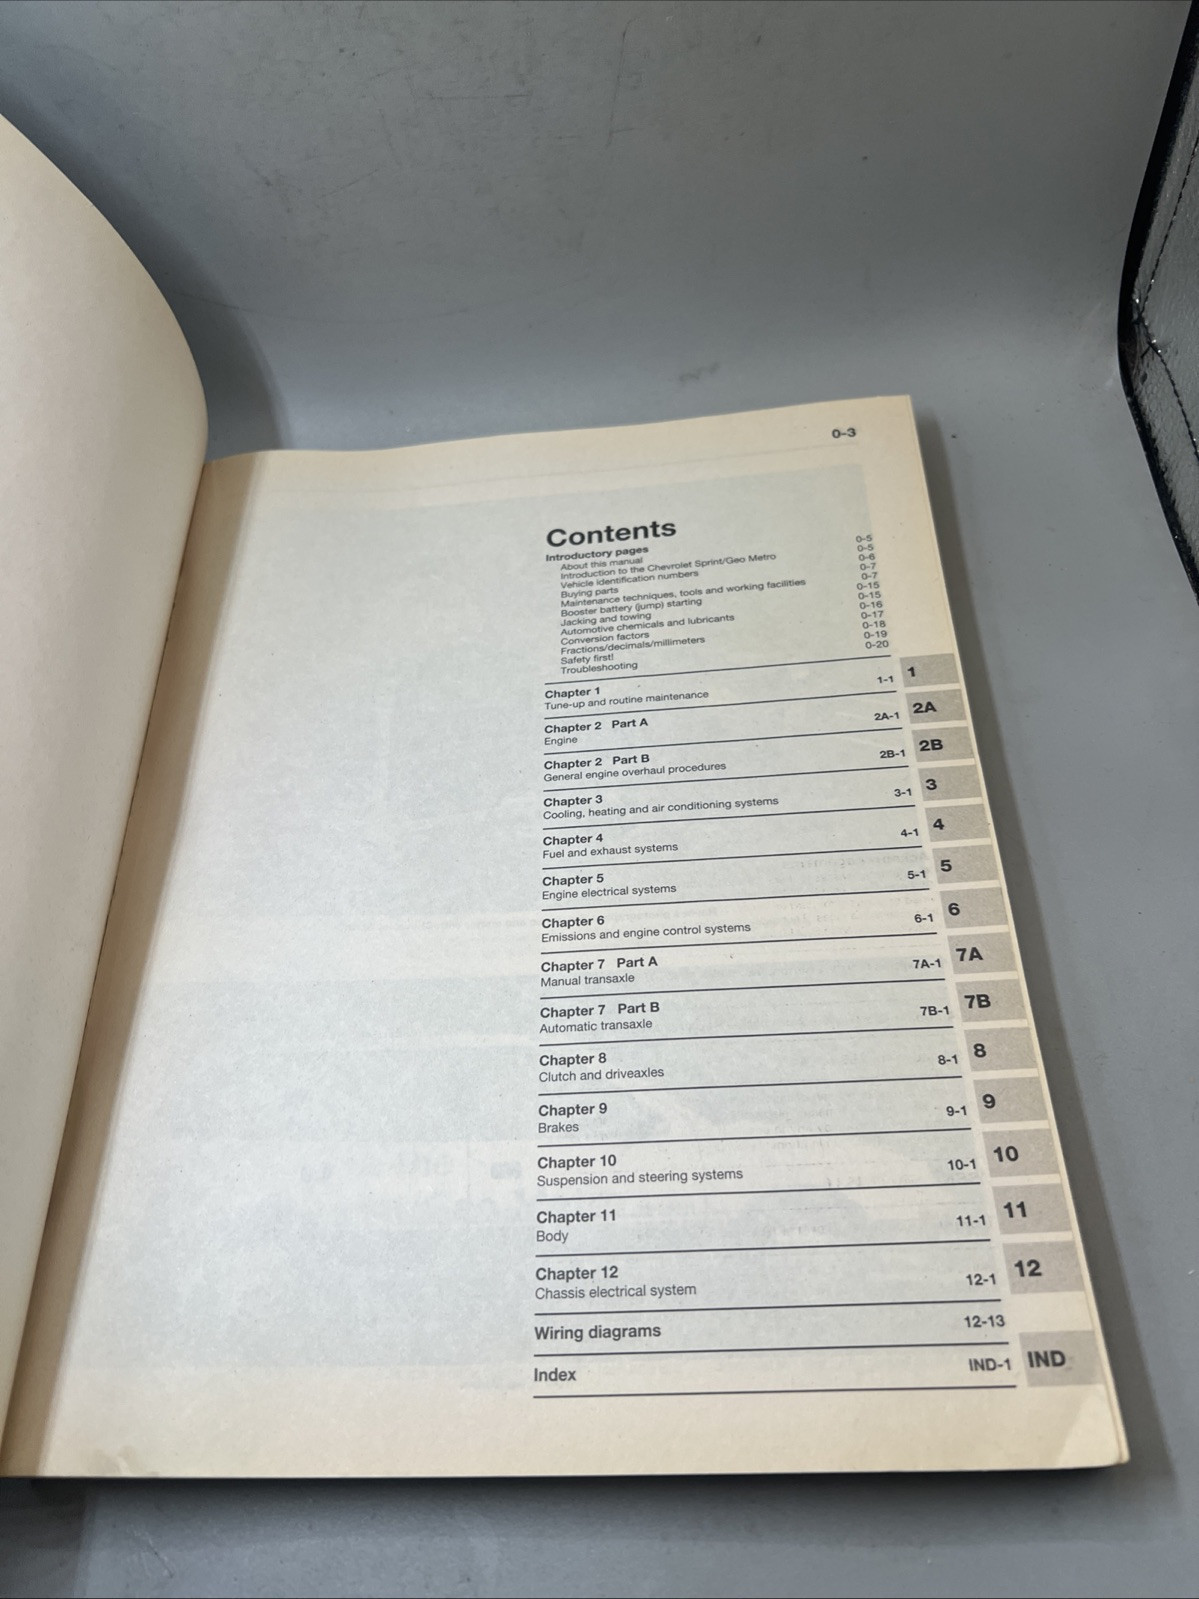 0-3
Contents
Introductory pages
About this manual 0-5
Introduction to the Chevrolet Sprint/Geo Metro 0-5
Vehicle identification numbers 0-6
Buying parts 0-7
Maintenance techniques, tools and working facilities 0-7
Booster battery (jump) starting 0-15
Jacking and towing 0-15
Automotive chemicals and lubricants 0-16
Conversion factors 0-17
Fractions/decimals/millimeters 0-18
Safety first! 0-19
Troubleshooting 0-20
Chapter 1
Tune-up and routine maintenance 1-1 1
Chapter 2 Part A
Engine 2A-1 2A
Chapter 2 Part B
General engine overhaul procedures 2B-1 2B
Chapter 3
Cooling, heating and air conditioning systems 3-1 3
Chapter 4
Fuel and exhaust systems 4-1 4
Chapter 5
Engine electrical systems 5-1 5
Chapter 6
Emissions and engine control systems 6-1 6
Chapter 7 Part A
Manual transaxle 7A-1 7A
Chapter 7 Part B
Automatic transaxle 7B-1 7B
Chapter 8
Clutch and driveaxles 8-1 8
Chapter 9
Brakes 9-1 9
Chapter 10
Suspension and steering systems 10-1 10
Chapter 11
Body 11-1 11
Chapter 12
Chassis electrical system 12-1 12
Wiring diagrams 12-13
Index IND-1 IND